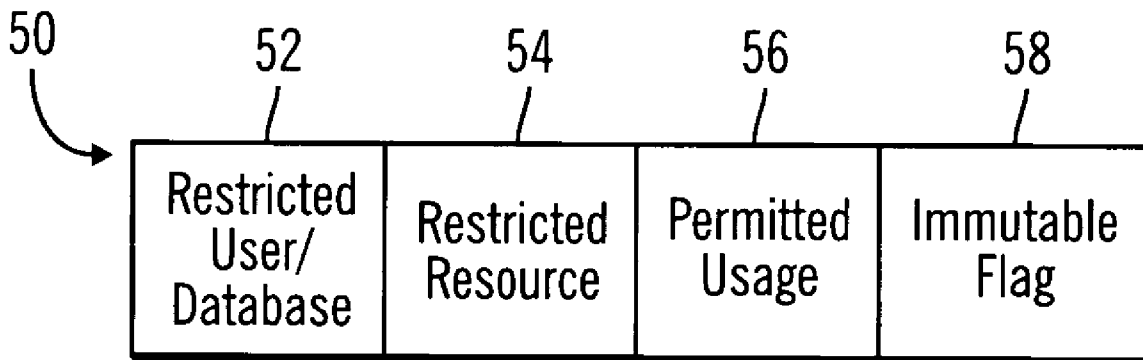 50
52
54
56
58
Restricted
User/
Database
Restricted
Resource
Permitted
Usage
Immutable
Flag